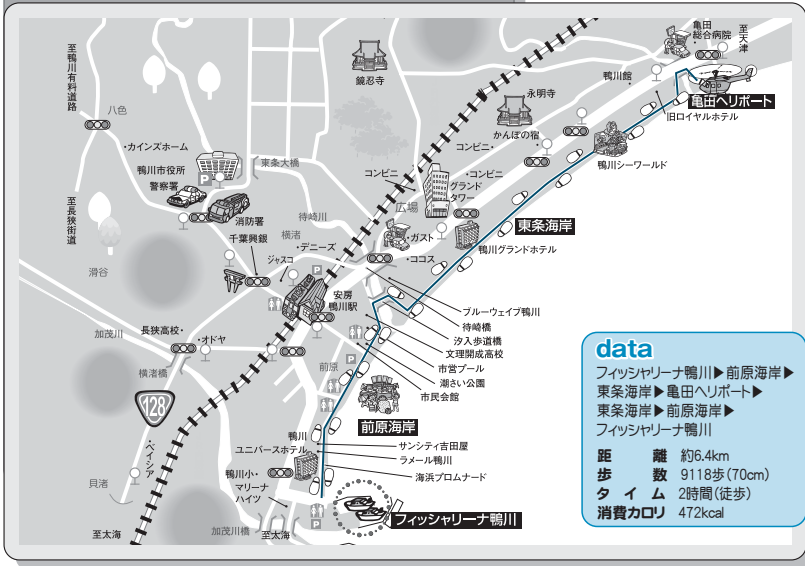 至鴨川有料道路
八色
・カインズホーム
鴨川市役所
警察署
P
東条大橋
消防署
至長狭街道
千葉興銀
横渚
・デニーズ
ジャスコ
P
待崎川
滑谷
安房
鴨川駅
加茂川
長狭高校・
・オドヤ
横渚橋
128
・ベイシア
貝渚
至太海
鏡忍寺
コンビニ
広場
グランド
タワー
・コンビニ
・ガスト
・ココス
永明寺
かんぽの宿
コンビニ・
鴨川館
亀田
総合病院
至天津
亀田ヘリポート
旧ロイヤルホテル
鴨川シーワールド
東条海岸
鴨川グランドホテル
ブルーウェイブ鴨川
待崎橋
汐入歩道橋
文理開成高校
市営プール
潮さい公園
市民会館
前原
P
前原海岸
鴨川
ユニバースホテル
サンシティ吉田屋
ラメール鴨川
海浜プロムナード
鴨川小・
マリーナ
ハイツ
加茂川橋
至太海
P
フィッシャリーナ鴨川
data
フィッシャリーナ鴨川▶前原海岸▶
東条海岸▶亀田ヘリポート▶
東条海岸▶前原海岸▶
フィッシャリーナ鴨川
距離 約6.4km
歩数 9118歩(70cm)
タイム 2時間(徒歩)
消費カロリ 472kcal